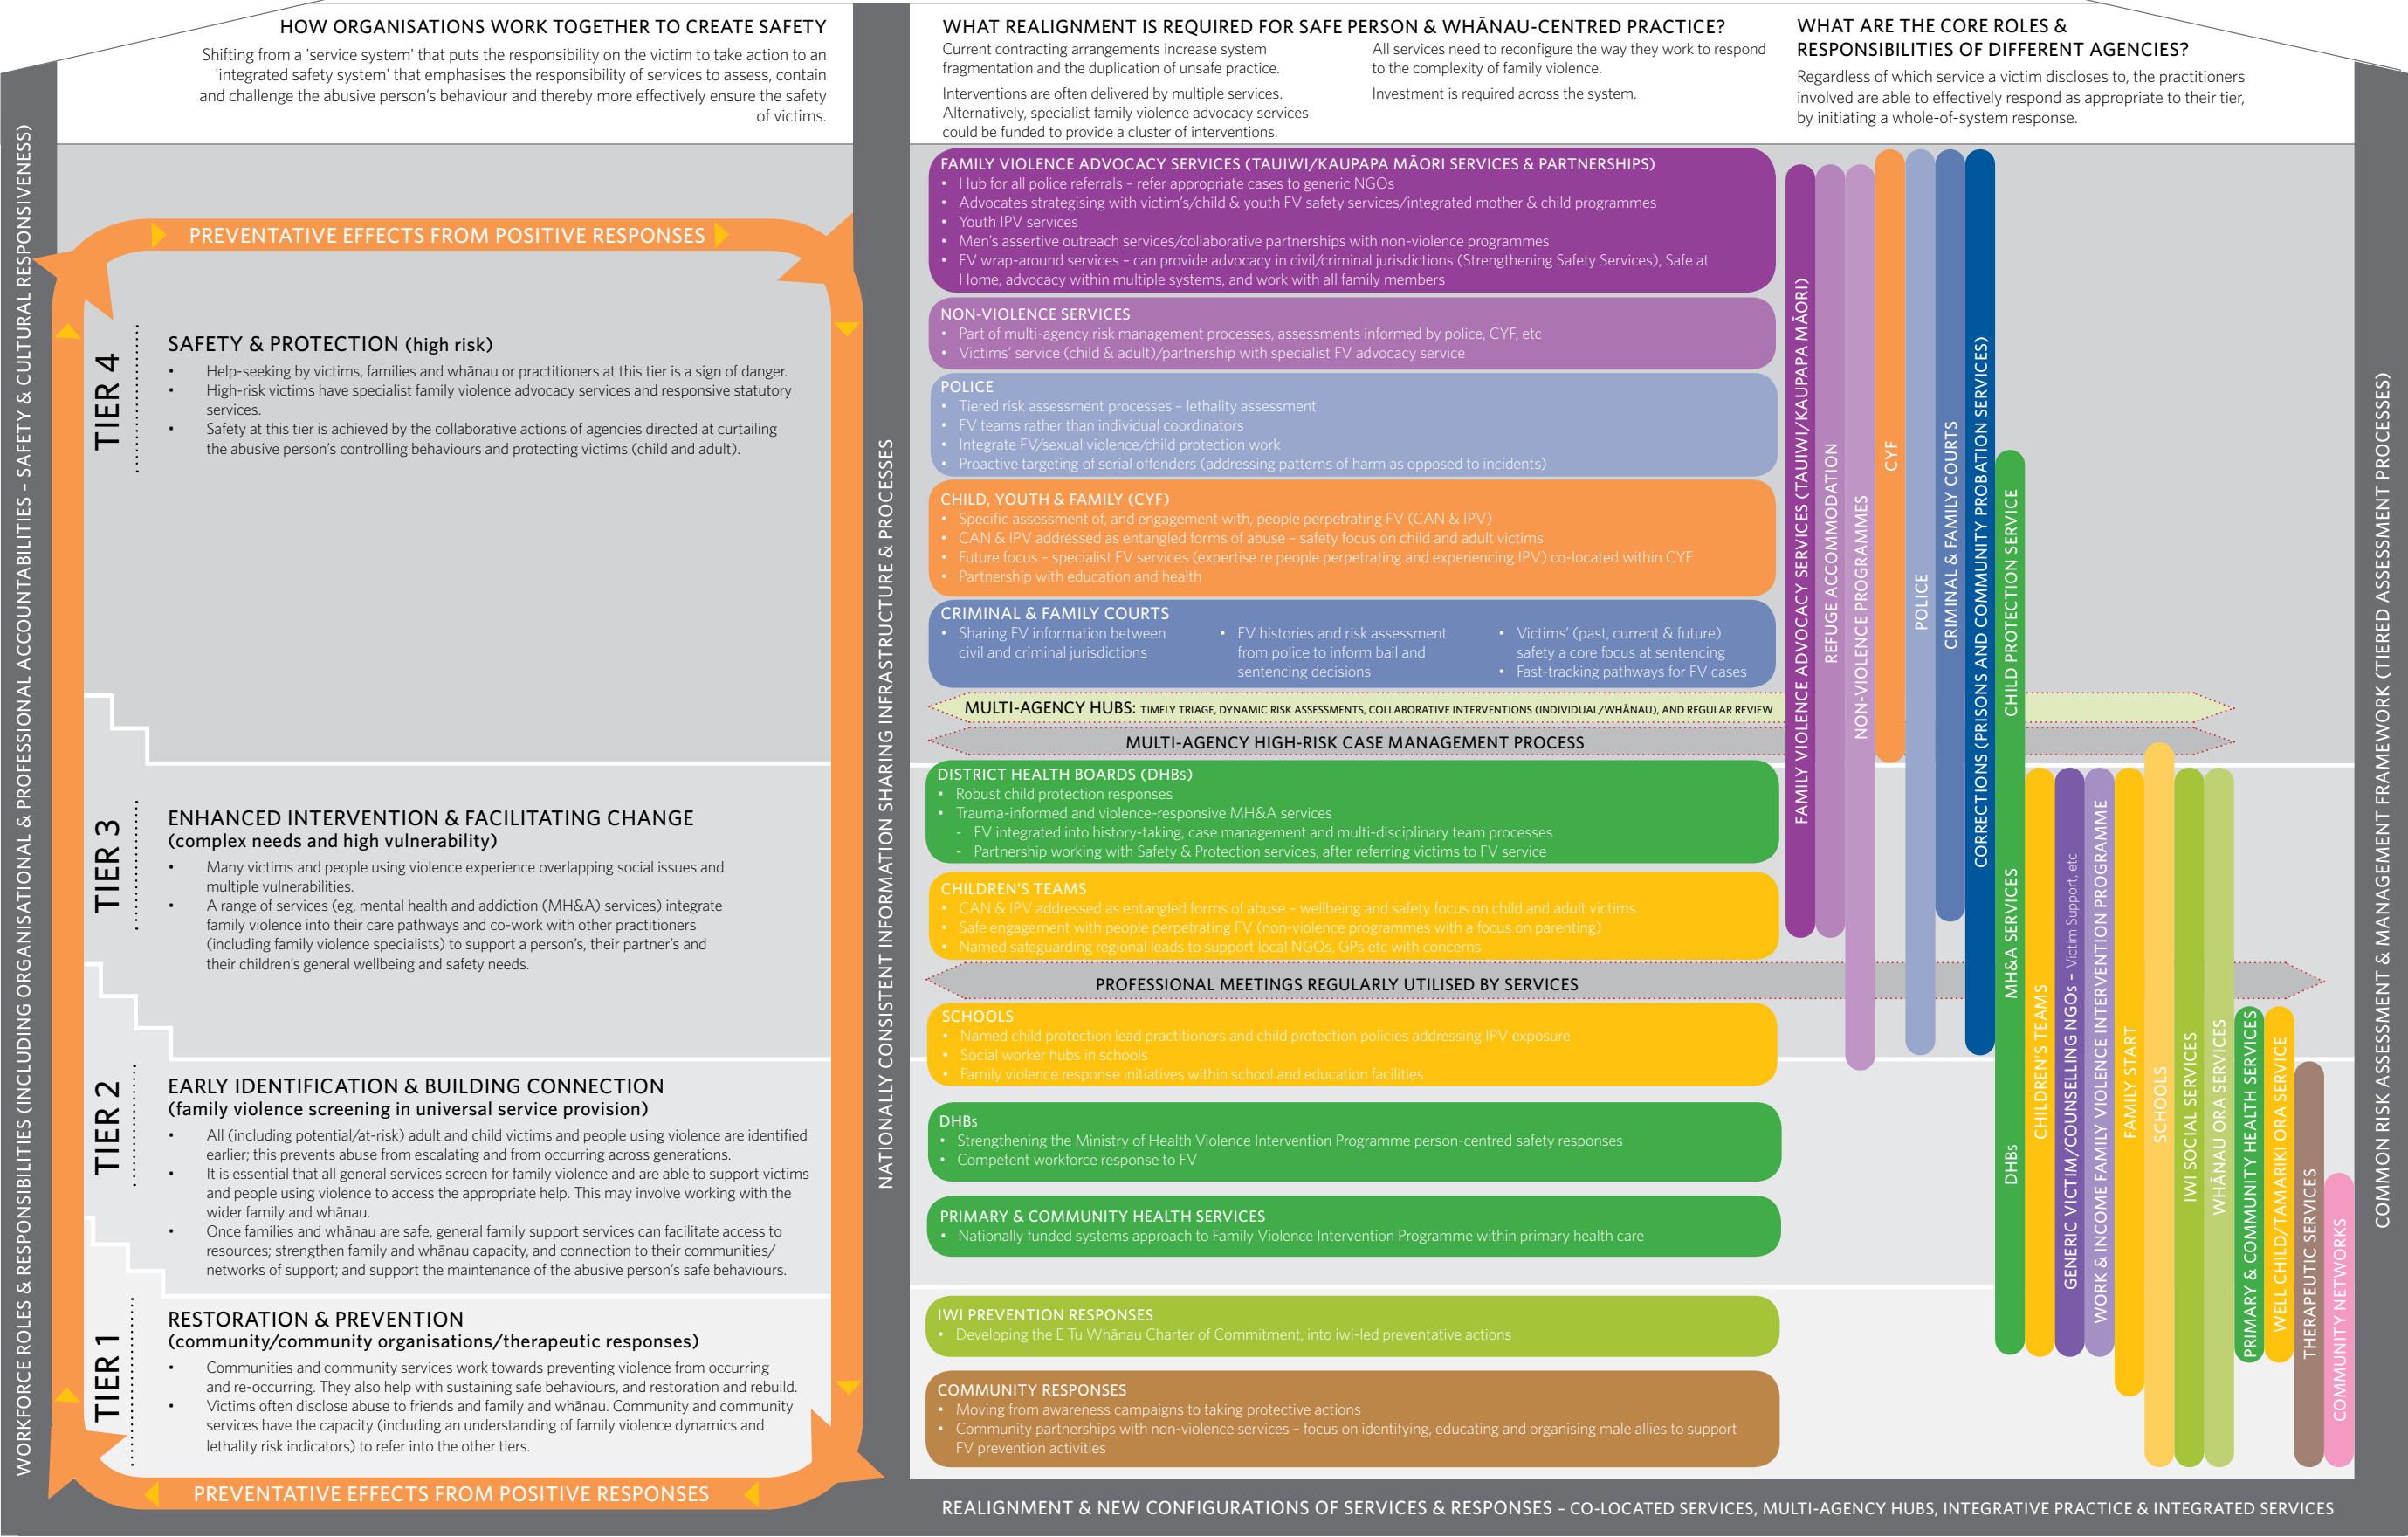 HOW ORGANISATIONS WORK TOGETHER TO CREATE SAFETY
Shifting from a 'service system' that puts the responsibility on the victim to take action to an
'integrated safety system' that emphasises the responsibility of services to assess, contain
and challenge the abusive person's behaviour and thereby more effectively ensure the safety
of victims.
WHAT REALIGNMENT IS REQUIRED FOR SAFE PERSON & WHĀNAU-CENTRED PRACTICE?
Current contracting arrangements increase system
fragmentation and the duplication of unsafe practice.
Interventions are often delivered by multiple services.
Alternatively, specialist family violence advocacy services
could be funded to provide a cluster of interventions.
All services need to reconfigure the way they work to respond
to the complexity of family violence.
Investment is required across the system.
WHAT ARE THE CORE ROLES &
RESPONSIBILITIES OF DIFFERENT AGENCIES?
Regardless of which service a victim discloses to, the practitioners
involved are able to effectively respond as appropriate to their tier,
by initiating a whole-of-system response.
WORKFORCE ROLES & RESPONSIBILITIES (INCLUDING ORGANISATIONAL & PROFESSIONAL ACCOUNTABILITIES – SAFETY & CULTURAL RESPONSIVENESS)
PREVENTATIVE EFFECTS FROM POSITIVE RESPONSES
TIER 4
SAFETY & PROTECTION (high risk)
• Help-seeking by victims, families and whānau or practitioners at this tier is a sign of danger.
• High-risk victims have specialist family violence advocacy services and responsive statutory
services.
• Safety at this tier is achieved by the collaborative actions of agencies directed at curtailing
the abusive person's controlling behaviours and protecting victims (child and adult).
TIER 3
ENHANCED INTERVENTION & FACILITATING CHANGE
(complex needs and high vulnerability)
• Many victims and people using violence experience overlapping social issues and
multiple vulnerabilities.
• A range of services (eg, mental health and addiction (MH&A) services) integrate
family violence into their care pathways and co-work with other practitioners
(including family violence specialists) to support a person's, their partner's and
their children's general wellbeing and safety needs.
TIER 2
EARLY IDENTIFICATION & BUILDING CONNECTION
(family violence screening in universal service provision)
• All (including potential/at-risk) adult and child victims and people using violence are identified
earlier; this prevents abuse from escalating and from occurring across generations.
• It is essential that all general services screen for family violence and are able to support victims
and people using violence to access the appropriate help. This may involve working with the
wider family and whānau.
• Once families and whānau are safe, general family support services can facilitate access to
resources; strengthen family and whānau capacity, and connection to their communities/
networks of support; and support the maintenance of the abusive person's safe behaviours.
TIER 1
RESTORATION & PREVENTION
(community/community organisations/therapeutic responses)
• Communities and community services work towards preventing violence from occurring
and re-occurring. They also help with sustaining safe behaviours, and restoration and rebuild.
• Victims often disclose abuse to friends and family and whānau. Community and community
services have the capacity (including an understanding of family violence dynamics and
lethality risk indicators) to refer into the other tiers.
PREVENTATIVE EFFECTS FROM POSITIVE RESPONSES
NATIONALLY CONSISTENT INFORMATION SHARING INFRASTRUCTURE & PROCESSES
FAMILY VIOLENCE ADVOCACY SERVICES (TAUIWI/KAUPAPA MĀORI SERVICES & PARTNERSHIPS)
• Hub for all police referrals – refer appropriate cases to generic NGOs
• Advocates strategising with victim's/child & youth FV safety services/integrated mother & child programmes
• Youth IPV services
• Men's assertive outreach services/collaborative partnerships with non-violence programmes
• FV wrap-around services – can provide advocacy in civil/criminal jurisdictions (Strengthening Safety Services), Safe at
Home, advocacy within multiple systems, and work with all family members
NON-VIOLENCE SERVICES
• Part of multi-agency risk management processes, assessments informed by police, CYF, etc
• Victims' service (child & adult)/partnership with specialist FV advocacy service
POLICE
• Tiered risk assessment processes – lethality assessment
• FV teams rather than individual coordinators
• Integrate FV/sexual violence/child protection work
• Proactive targeting of serial offenders (addressing patterns of harm as opposed to incidents)
CHILD, YOUTH & FAMILY (CYF)
• Specific assessment of, and engagement with, people perpetrating FV (CAN & IPV)
• CAN & IPV addressed as entangled forms of abuse – safety focus on child and adult victims
• Future focus – specialist FV services (expertise re people perpetrating and experiencing IPV) co-located within CYF
• Partnership with education and health
CRIMINAL & FAMILY COURTS
• Sharing FV information between
civil and criminal jurisdictions
• FV histories and risk assessment
from police to inform bail and
sentencing decisions
• Victims' (past, current & future)
safety a core focus at sentencing
• Fast-tracking pathways for FV cases
MULTI-AGENCY HUBS: TIMELY TRIAGE, DYNAMIC RISK ASSESSMENTS, COLLABORATIVE INTERVENTIONS (INDIVIDUAL/WHĀNAU), AND REGULAR REVIEW
MULTI-AGENCY HIGH-RISK CASE MANAGEMENT PROCESS
DISTRICT HEALTH BOARDS (DHBs)
• Robust child protection responses
• Trauma-informed and violence-responsive MH&A services
- FV integrated into history-taking, case management and multi-disciplinary team processes
- Partnership working with Safety & Protection services, after referring victims to FV service
CHILDREN'S TEAMS
• CAN & IPV addressed as entangled forms of abuse – wellbeing and safety focus on child and adult victims
• Safe engagement with people perpetrating FV (non-violence programmes with a focus on parenting)
• Named safeguarding regional leads to support local NGOs, GPs etc with concerns
PROFESSIONAL MEETINGS REGULARLY UTILISED BY SERVICES
SCHOOLS
• Named child protection lead practitioners and child protection policies addressing IPV exposure
• Social worker hubs in schools
• Family violence response initiatives within school and education facilities
DHBs
• Strengthening the Ministry of Health Violence Intervention Programme person-centred safety responses
• Competent workforce response to FV
PRIMARY & COMMUNITY HEALTH SERVICES
• Nationally funded systems approach to Family Violence Intervention Programme within primary health care
IWI PREVENTION RESPONSES
• Developing the E Tu Whānau Charter of Commitment, into iwi-led preventative actions
COMMUNITY RESPONSES
• Moving from awareness campaigns to taking protective actions
• Community partnerships with non-violence services – focus on identifying, educating and organising male allies to support
FV prevention activities
FAMILY VIOLENCE ADVOCACY SERVICES (TAUIWI/KAUPAPA MĀORI)
REFUGE ACCOMMODATION
NON-VIOLENCE PROGRAMMES
CYF
POLICE
CRIMINAL & FAMILY COURTS
CORRECTIONS (PRISONS AND COMMUNITY PROBATION SERVICES)
CHILD PROTECTION SERVICE
MH&A SERVICES
DHBs
CHILDREN'S TEAMS
GENERIC VICTIM/COUNSELLING NGOs – Victim Support, etc
WORK & INCOME FAMILY VIOLENCE INTERVENTION PROGRAMME
FAMILY START
SCHOOLS
IWI SOCIAL SERVICES
WHĀNAU ORA SERVICES
PRIMARY & COMMUNITY HEALTH SERVICES
WELL CHILD/TAMARIKI ORA SERVICE
THERAPEUTIC SERVICES
COMMUNITY NETWORKS
COMMON RISK ASSESSMENT & MANAGEMENT FRAMEWORK (TIERED ASSESSMENT PROCESSES)
REALIGNMENT & NEW CONFIGURATIONS OF SERVICES & RESPONSES – CO-LOCATED SERVICES, MULTI-AGENCY HUBS, INTEGRATIVE PRACTICE & INTEGRATED SERVICES